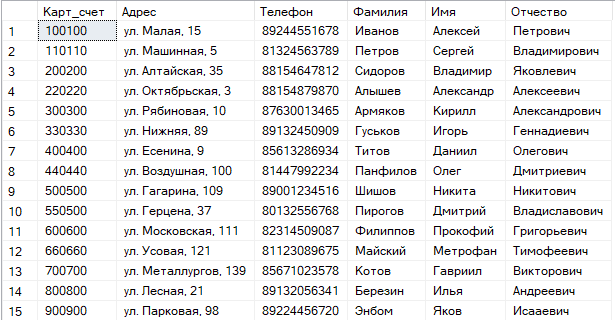 Карт_счет Адрес Телефон Фамилия Имя Отчество
1 100100 ул. Малая, 15 89244551678 Иванов Алексей Петрович
2 110110 ул. Машинная, 5 81324563789 Петров Сергей Владимирович
3 200200 ул. Алтайская, 35 88154647812 Сидоров Владимир Яковлевич
4 220220 ул. Октябрьская, 3 88154879870 Алышев Александр Алексеевич
5 300300 ул. Рябиновая, 10 87630013465 Армяков Кирилл Александрович
6 330330 ул. Нижняя, 89 89132450909 Гуськов Игорь Геннадиевич
7 400400 ул. Есенина, 9 85613286934 Титов Даниил Олегович
8 440440 ул. Воздушная, 100 81447992234 Панфилов Олег Дмитриевич
9 500500 ул. Гагарина, 109 89001234516 Шишов Никита Никитович
10 550500 ул. Герцена, 37 80132556768 Пирогов Дмитрий Владиславович
11 600600 ул. Московская, 111 82314509087 Филиппов Прокофий Григорьевич
12 660660 ул. Усовая, 121 81123089675 Майский Метрофан Тимофеевич
13 700700 ул. Металлургов, 139 85671023578 Котов Гавриил Викторович
14 800800 ул. Лесная, 21 89132056341 Березин Илья Андреевич
15 900900 ул. Парковая, 98 89224456720 Энбом Яков Исаевич